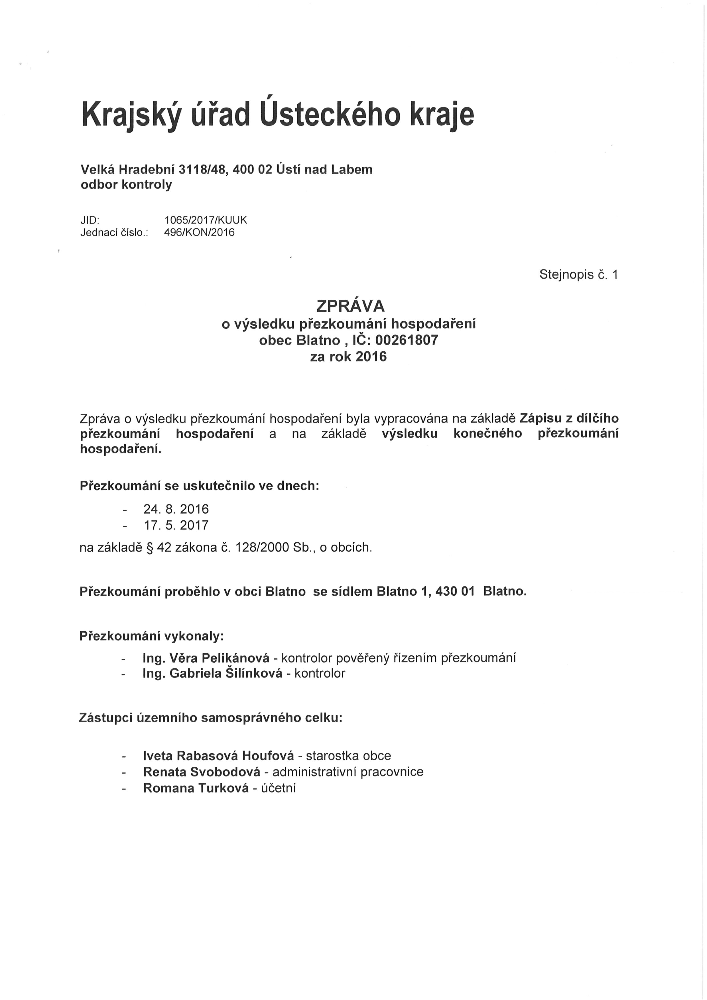 Krajský úřad Ústeckého kraje
Velká Hradební 3118/48, 400 02 Ústí nad Labem
odbor kontroly
JID: 1065/2017/KUUK
Jednací číslo.: 496/KON/2016
Stejnopis č. 1
ZPRÁVA
o výsledku přezkoumání hospodaření
obec Blatno , IČ: 00261807
za rok 2016
Zpráva o výsledku přezkoumání hospodaření byla vypracována na základě Zápisu z dílčího
přezkoumání hospodaření a na základě výsledku konečného přezkoumání
hospodaření.
Přezkoumání se uskutečnilo ve dnech:
- 24. 8. 2016
- 17. 5. 2017
na základě § 42 zákona č. 128/2000 Sb., o obcích.
Přezkoumání proběhlo v obci Blatno se sídlem Blatno 1, 430 01 Blatno.
Přezkoumání vykonaly:
- Ing. Věra Pelikánová - kontrolor pověřený řízením přezkoumání
- Ing. Gabriela Šilínková - kontrolor
Zástupci územního samosprávného celku:
- Iveta Rabasová Houfová - starostka obce
- Renata Svobodová - administrativní pracovnice
- Romana Turková - účetní